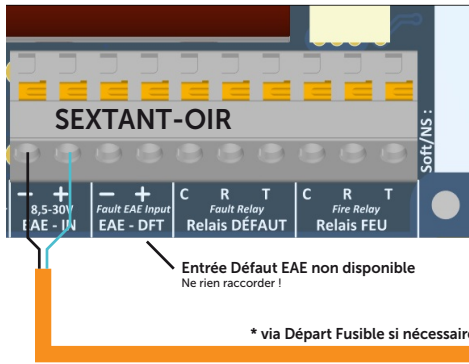 SEXTANT-OIR
Soft/NS :
− + − + C R T C R T
8,5-30V Fault EAE Input Fault Relay Fire Relay
EAE - IN EAE - DFT Relais DÉFAUT Relais FEU
Entrée Défaut EAE non disponible
Ne rien raccorder !
* via Départ Fusible si nécessaire